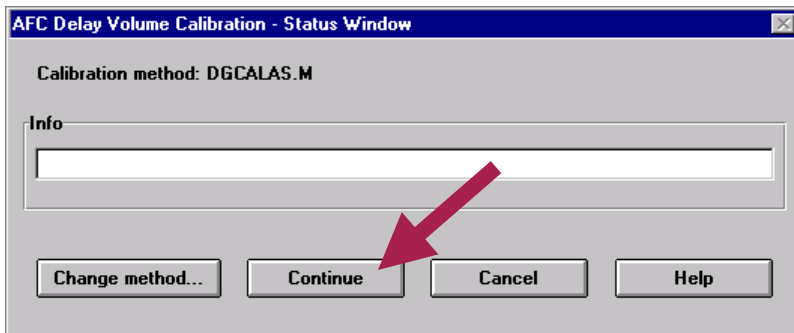 AFC Delay Volume Calibration - Status Window
Calibration method: DGCALAS.M
Info
Change method... Continue Cancel Help